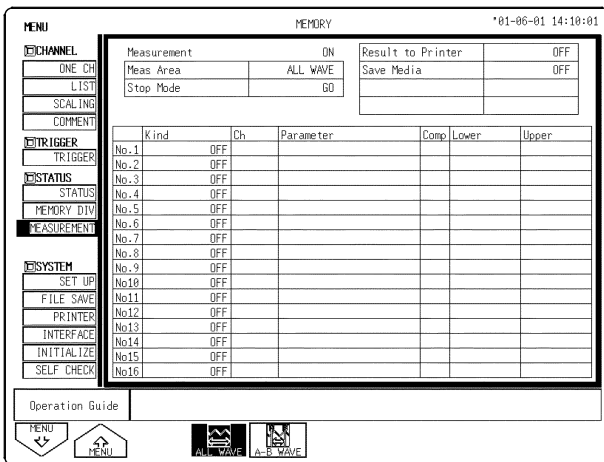 MENU MEMORY '01-06-01 14:10:01
CHANNEL
ONE CH
LIST
SCALING
COMMENT
TRIGGER
TRIGGER
STATUS
STATUS
MEMORY DIV
MEASUREMENT
SYSTEM
SET UP
FILE SAVE
PRINTER
INTERFACE
INITIALIZE
SELF CHECK
Measurement ON Result to Printer OFF
Meas Area ALL WAVE Save Media OFF
Stop Mode GO
Kind Ch Parameter Comp Lower Upper
No.1 OFF
No.2 OFF
No.3 OFF
No.4 OFF
No.5 OFF
No.6 OFF
No.7 OFF
No.8 OFF
No.9 OFF
No10 OFF
No11 OFF
No12 OFF
No13 OFF
No14 OFF
No15 OFF
No16 OFF
Operation Guide
MENU MENU ALL WAVE A-B WAVE